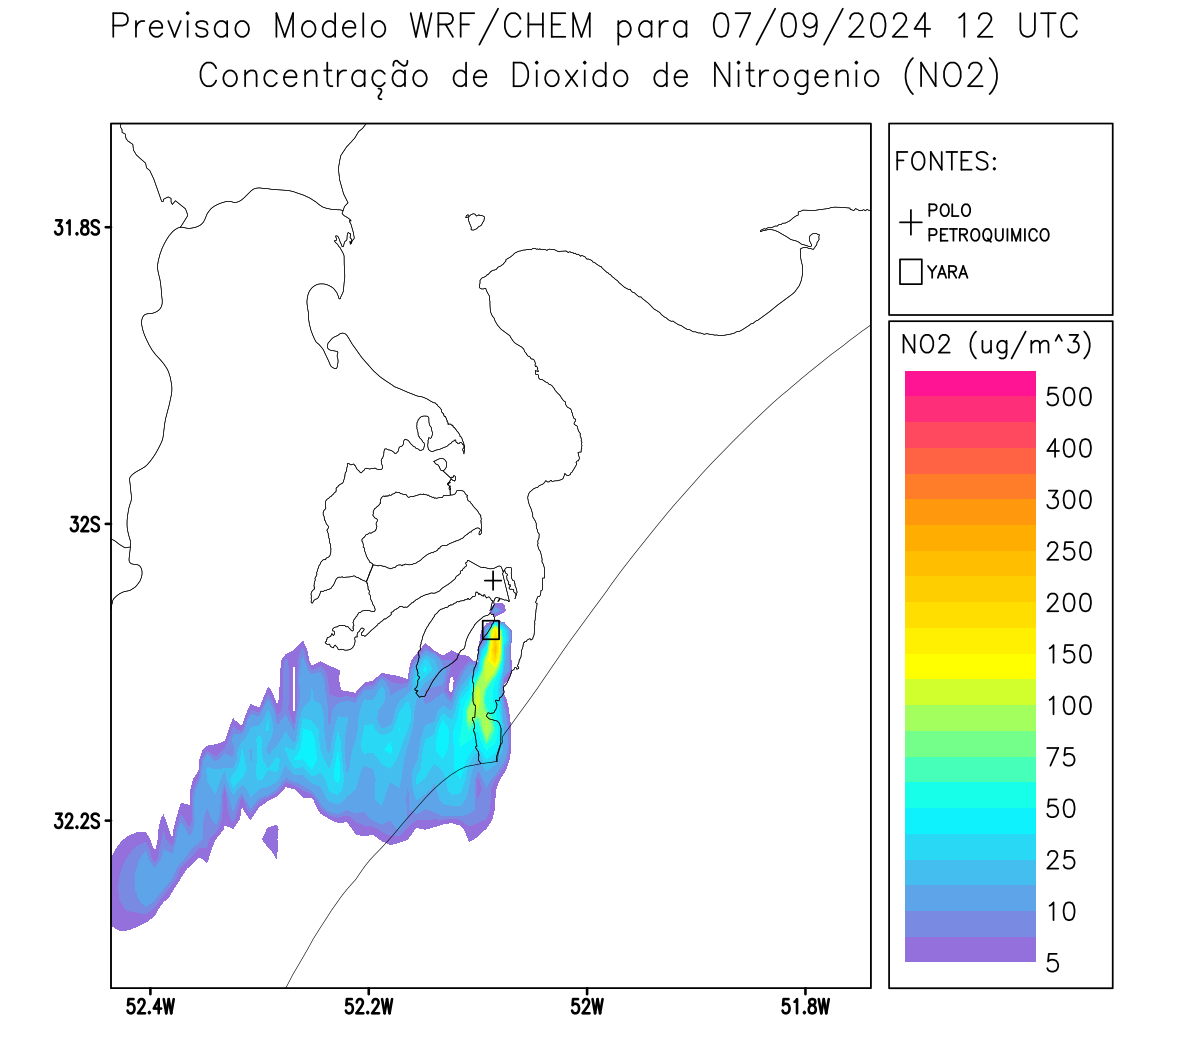 Previsao Modelo WRF/CHEM para 07/09/2024 12 UTC
Concentração de Dioxido de Nitrogenio (NO2)
FONTES:
POLO
PETROQUIMICO
YARA
NO2 (ug/m^3)
500
400
300
250
200
150
100
75
50
25
10
5
31.8S
32S
32.2S
52.4W
52.2W
52W
51.8W